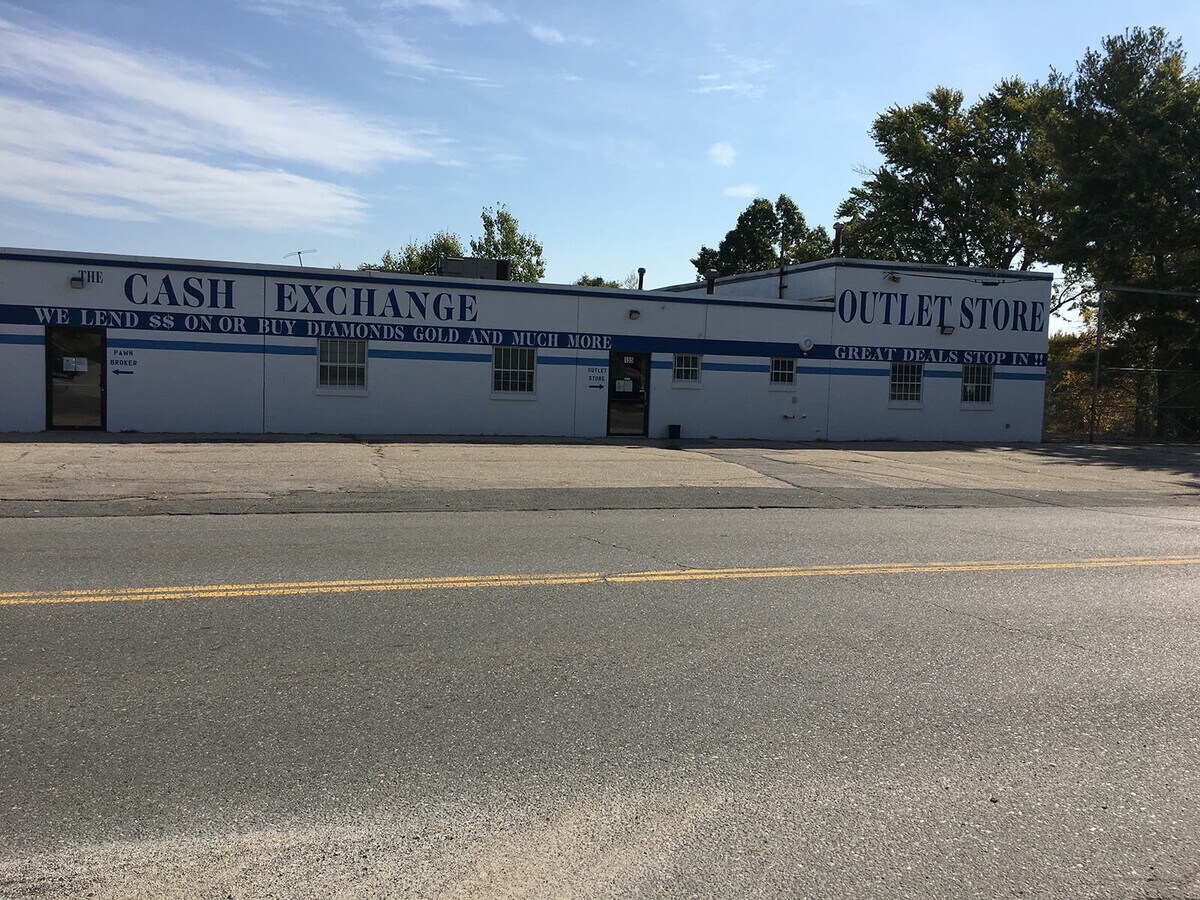 THE CASH EXCHANGE
WE LEND $$ ON OR BUY DIAMONDS GOLD AND MUCH MORE
PAWN
BROKER
←
OUTLET
STORE
→
OUTLET STORE
GREAT DEALS STOP IN !!